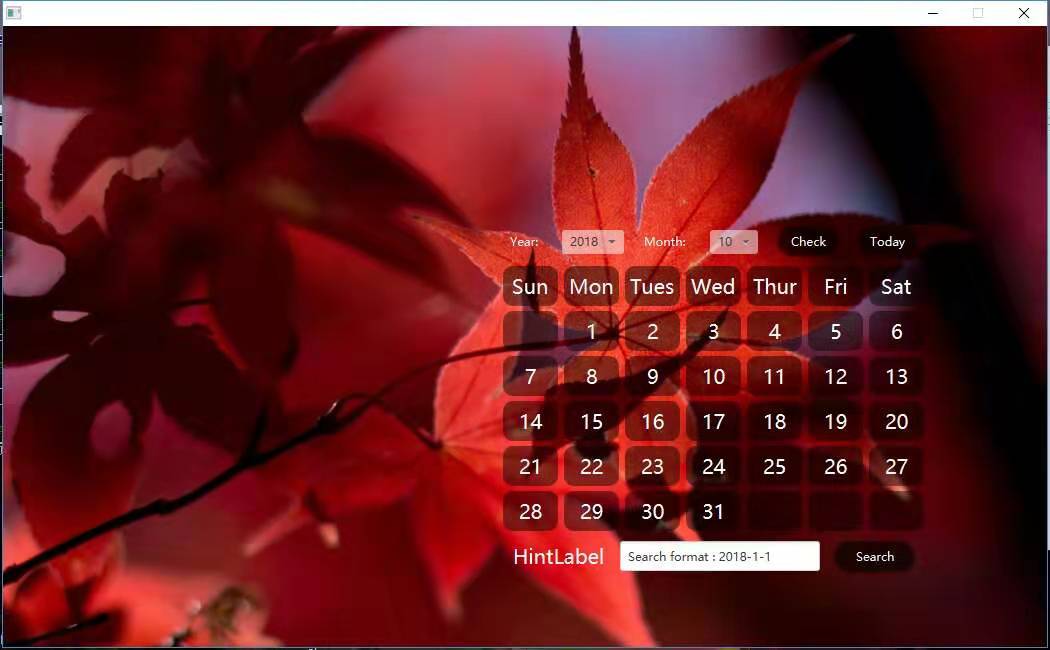 Year: 2018 Month: 10 Check Today
Sun Mon Tues Wed Thur Fri Sat
1 2 3 4 5 6
7 8 9 10 11 12 13
14 15 16 17 18 19 20
21 22 23 24 25 26 27
28 29 30 31
HintLabel Search format : 2018-1-1 Search